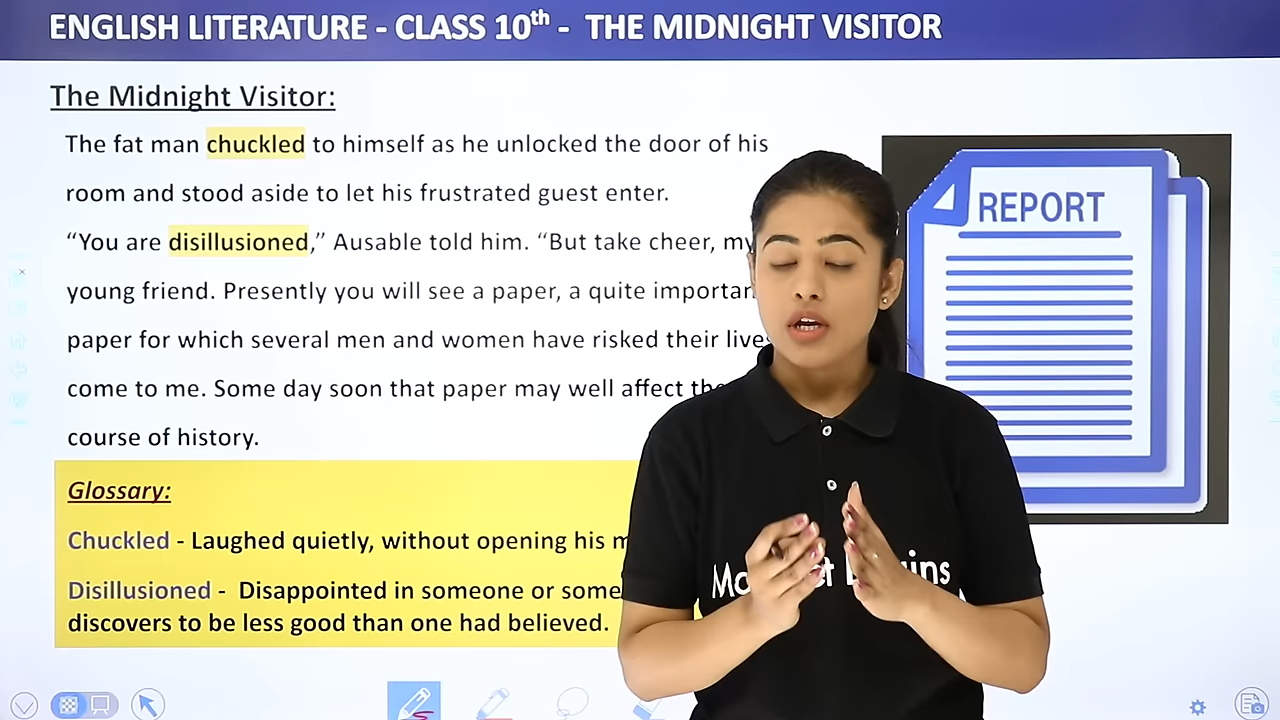 ENGLISH LITERATURE - CLASS 10th - THE MIDNIGHT VISITOR
The Midnight Visitor:
The fat man chuckled to himself as he unlocked the door of his
room and stood aside to let his frustrated guest enter.
“You are disillusioned,” Ausable told him. “But take cheer, my
young friend. Presently you will see a paper, a quite importan
paper for which several men and women have risked their live
come to me. Some day soon that paper may well affect the
course of history.
REPORT
Glossary:
Chuckled - Laughed quietly, without opening his m
Disillusioned - Disappointed in someone or some
discovers to be less good than one had believed.